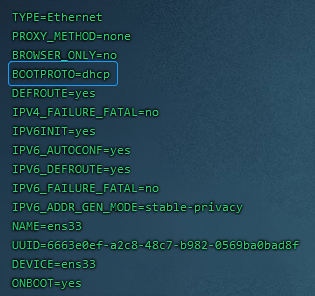 TYPE=Ethernet
PROXY_METHOD=none
BROWSER_ONLY=no
BOOTPROTO=dhcp
DEFROUTE=yes
IPV4_FAILURE_FATAL=no
IPV6INIT=yes
IPV6_AUTOCONF=yes
IPV6_DEFROUTE=yes
IPV6_FAILURE_FATAL=no
IPV6_ADDR_GEN_MODE=stable-privacy
NAME=ens33
UUID=6663e0ef-a2c8-48c7-b982-0569ba0bad8f
DEVICE=ens33
ONBOOT=yes